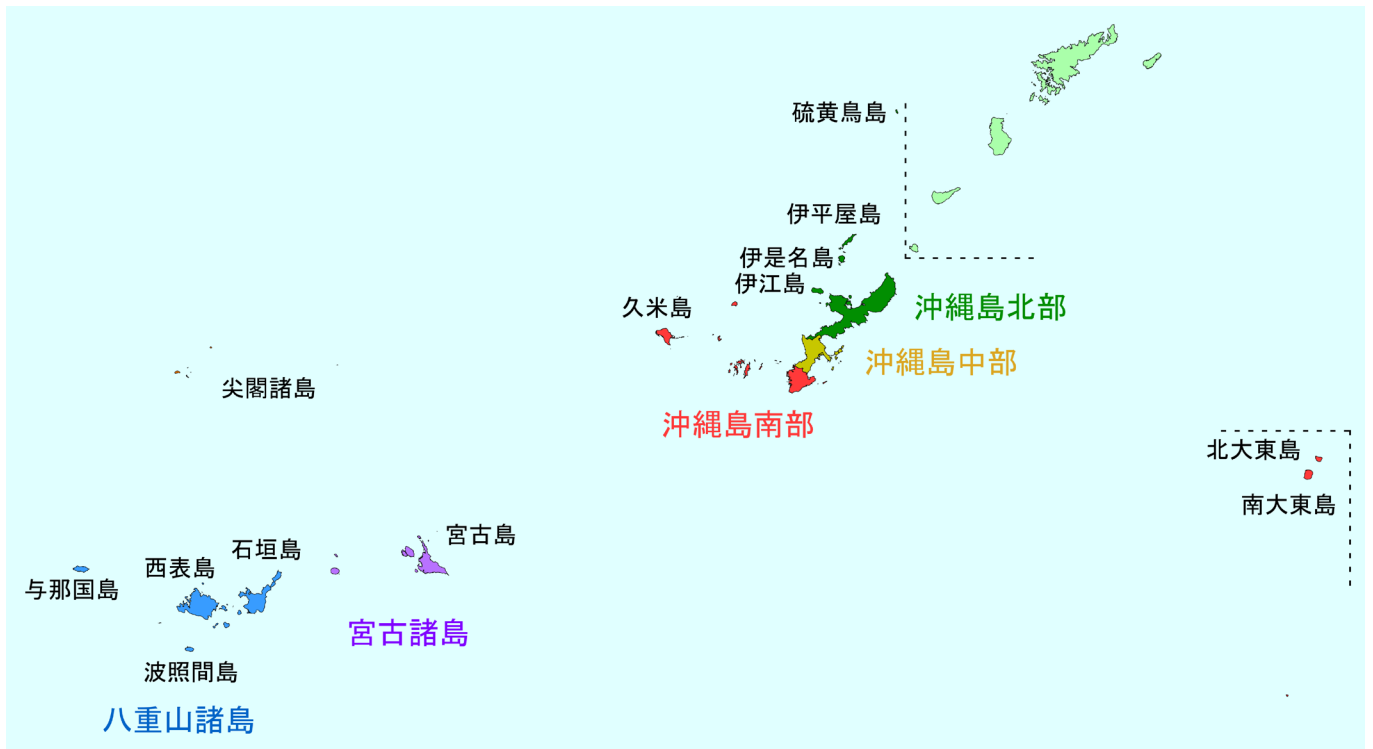 硫黄鳥島
伊平屋島
伊是名島
伊江島
久米島
沖縄島北部
沖縄島中部
尖閣諸島
沖縄島南部
北大東島
南大東島
宮古島
石垣島
西表島
与那国島
宮古諸島
波照間島
八重山諸島